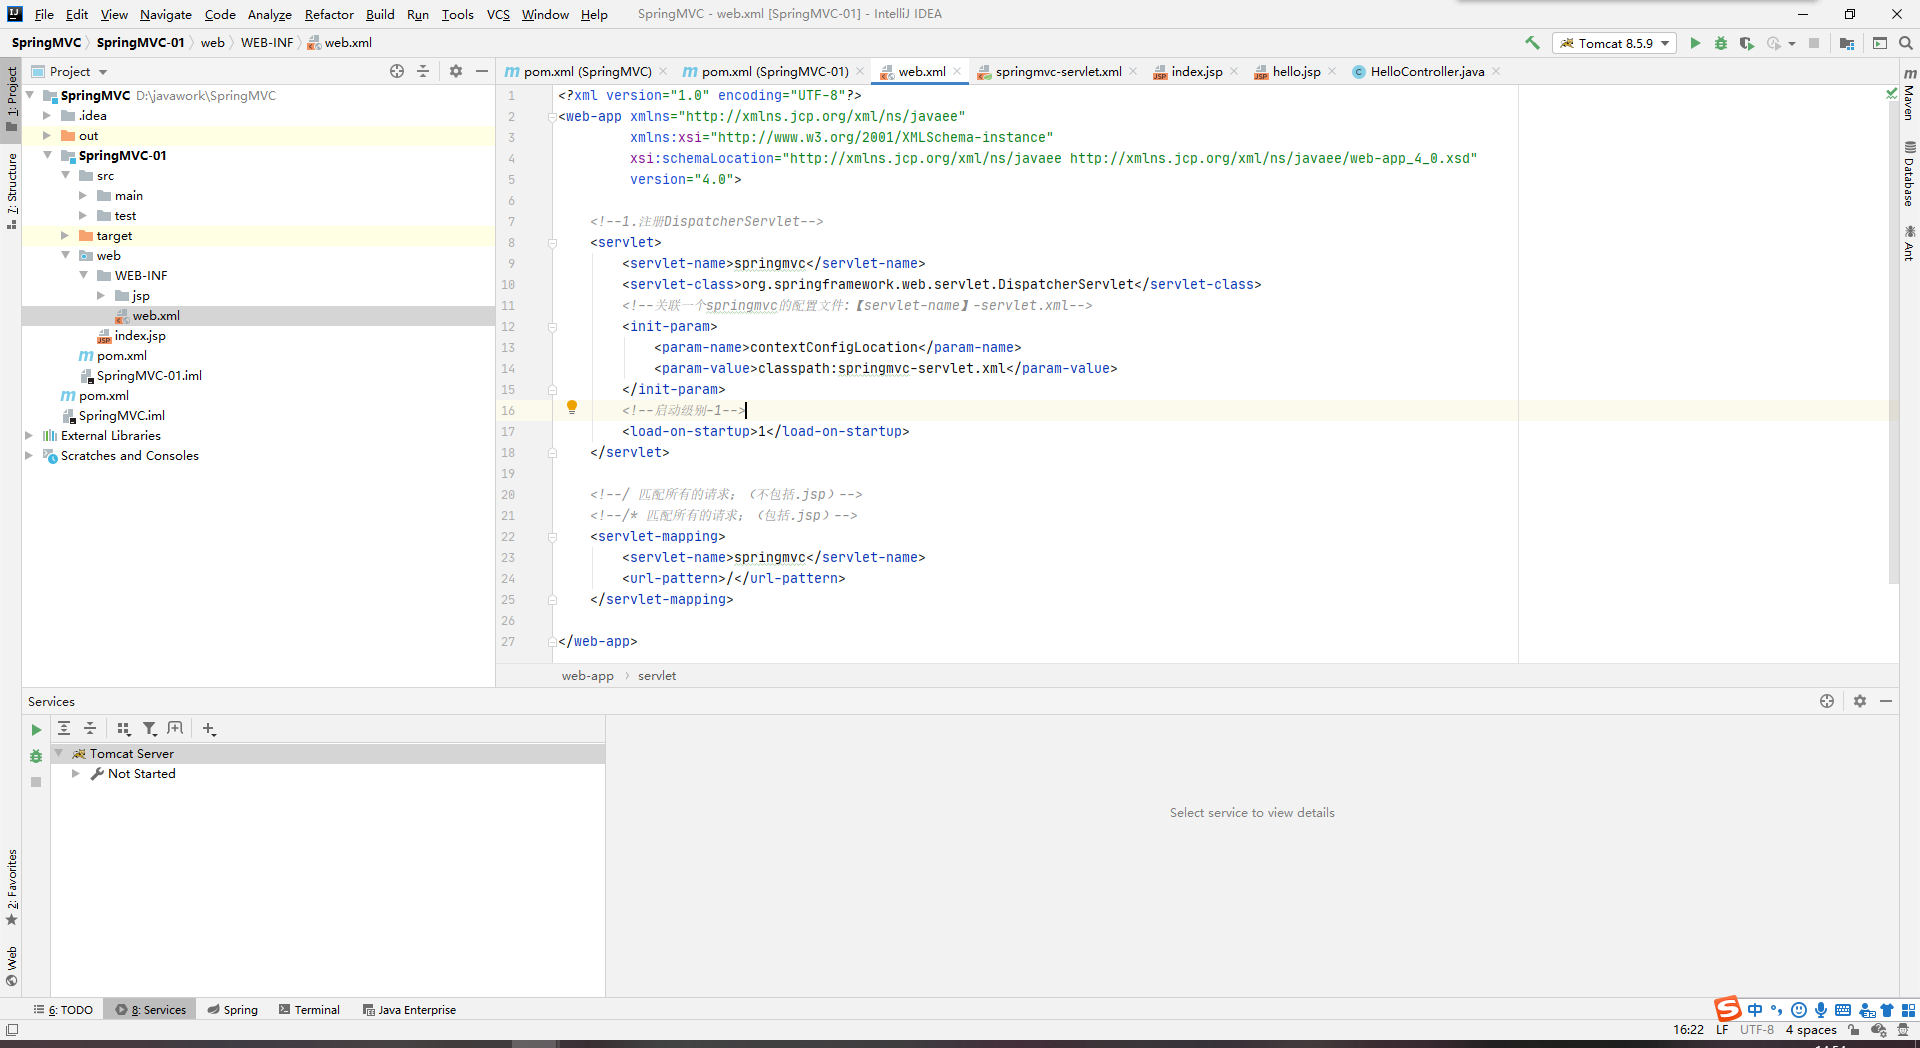 File Edit View Navigate Code Analyze Refactor Build Run Tools VCS Window Help SpringMVC - web.xml [SpringMVC-01] - IntelliJ IDEA
SpringMVC SpringMVC-01 web WEB-INF web.xml Tomcat 8.5.9
Project
pom.xml (SpringMVC) pom.xml (SpringMVC-01) web.xml springmvc-servlet.xml index.jsp hello.jsp HelloController.java
1: Project
7: Structure
2: Favorites
Web
SpringMVC D:\javawork\SpringMVC
.idea
out
SpringMVC-01
src
main
test
target
web
WEB-INF
jsp
web.xml
index.jsp
pom.xml
SpringMVC-01.iml
pom.xml
SpringMVC.iml
External Libraries
Scratches and Consoles
1 <?xml version="1.0" encoding="UTF-8"?>
2 <web-app xmlns="http://xmlns.jcp.org/xml/ns/javaee"
3 xmlns:xsi="http://www.w3.org/2001/XMLSchema-instance"
4 xsi:schemaLocation="http://xmlns.jcp.org/xml/ns/javaee http://xmlns.jcp.org/xml/ns/javaee/web-app_4_0.xsd"
5 version="4.0">
6
7 <!--1.注册DispatcherServlet-->
8 <servlet>
9 <servlet-name>springmvc</servlet-name>
10 <servlet-class>org.springframework.web.servlet.DispatcherServlet</servlet-class>
11 <!--关联一个springmvc的配置文件:【servlet-name】-servlet.xml-->
12 <init-param>
13 <param-name>contextConfigLocation</param-name>
14 <param-value>classpath:springmvc-servlet.xml</param-value>
15 </init-param>
16 <!--启动级别-1-->
17 <load-on-startup>1</load-on-startup>
18 </servlet>
19
20 <!--/ 匹配所有的请求；（不包括.jsp）-->
21 <!--/* 匹配所有的请求；（包括.jsp）-->
22 <servlet-mapping>
23 <servlet-name>springmvc</servlet-name>
24 <url-pattern>/</url-pattern>
25 </servlet-mapping>
26
27 </web-app>
web-app › servlet
m Maven
Database
Ant
Services
Tomcat Server
Not Started
Select service to view details
6: TODO 8: Services Spring Terminal Java Enterprise
中
16:22 LF UTF-8 4 spaces